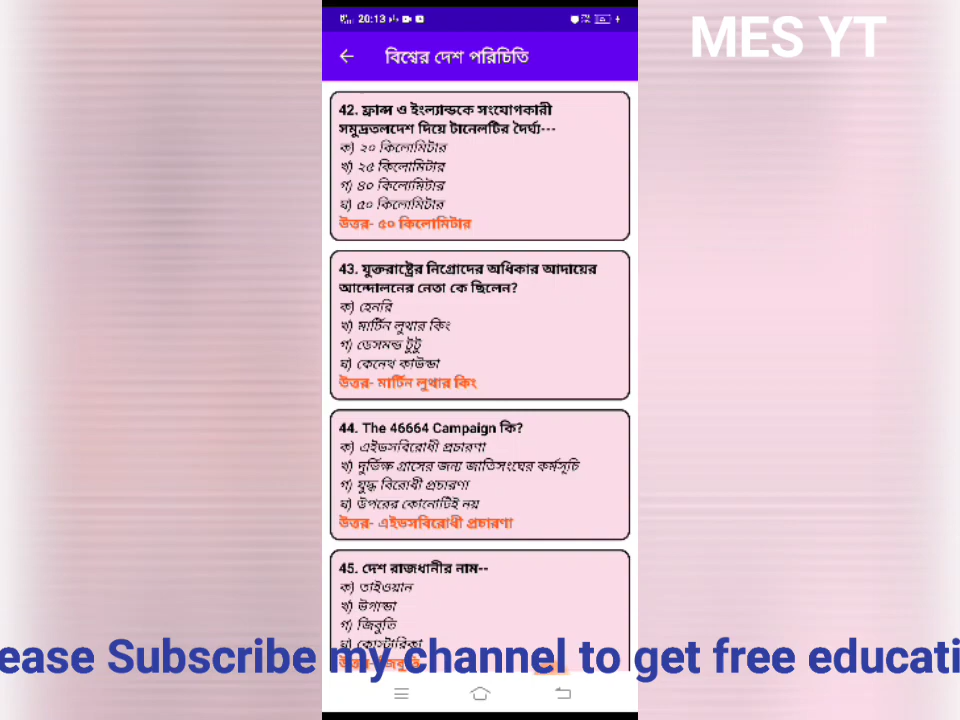 20:13
MES YT
বিশ্বের দেশ পরিচিতি
42. ফ্রান্স ও ইংল্যান্ডকে সংযোগকারী
সমুদ্রতলদেশ দিয়ে টানেলটির দৈর্ঘ্য---
ক) ২০ কিলোমিটার
খ) ২৫ কিলোমিটার
গ) ৪০ কিলোমিটার
ঘ) ৫০ কিলোমিটার
উত্তর- ৫০ কিলোমিটার
43. যুক্তরাষ্ট্রের নিগ্রোদের অধিকার আদায়ের
আন্দোলনের নেতা কে ছিলেন?
ক) হেনরি
খ) মার্টিন লুথার কিং
গ) ডেসমন্ড টুটু
ঘ) কেনেথ কাউন্ডা
উত্তর- মার্টিন লুথার কিং
44. The 46664 Campaign কি?
ক) এইডসবিরোধী প্রচারণা
খ) দুর্ভিক্ষ গ্রাসের জন্য জাতিসংঘের কর্মসূচি
গ) যুদ্ধ বিরোধী প্রচারণা
ঘ) উপরের কোনোটিই নয়
উত্তর- এইডসবিরোধী প্রচারণা
45. দেশ রাজধানীর নাম--
ক) তাইওয়ান
খ) উগান্ডা
গ) জিবুতি
ঘ) কোস্টারিকা
ease Subscribe my channel to get free educati